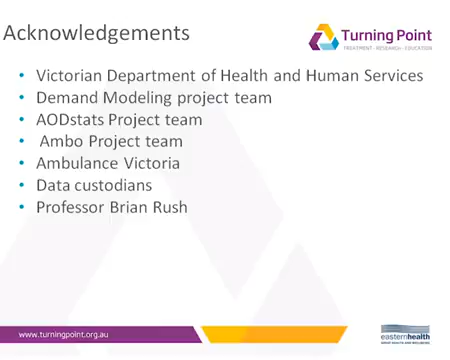 Acknowledgements
Turning Point
TREATMENT • RESEARCH • EDUCATION
• Victorian Department of Health and Human Services
• Demand Modeling project team
• AODstats Project team
• Ambo Project team
• Ambulance Victoria
• Data custodians
• Professor Brian Rush
www.turningpoint.org.au
easternhealth